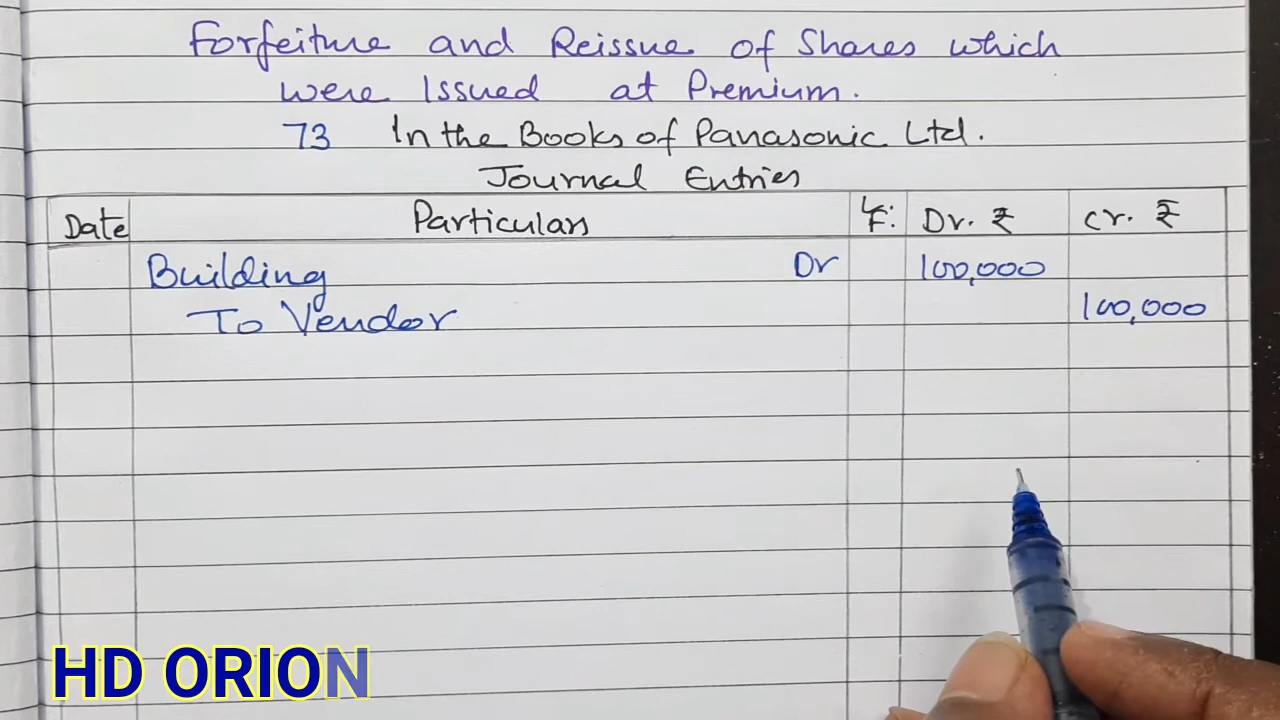 Forfeiture and Reissue of Shares which
were Issued at Premium.
73 In the Books of Panasonic Ltd.
Journal Entries
Date Particulars L.F. Dr. ₹ Cr. ₹
Building Dr 100,000
To Vendor 100,000
HD ORION